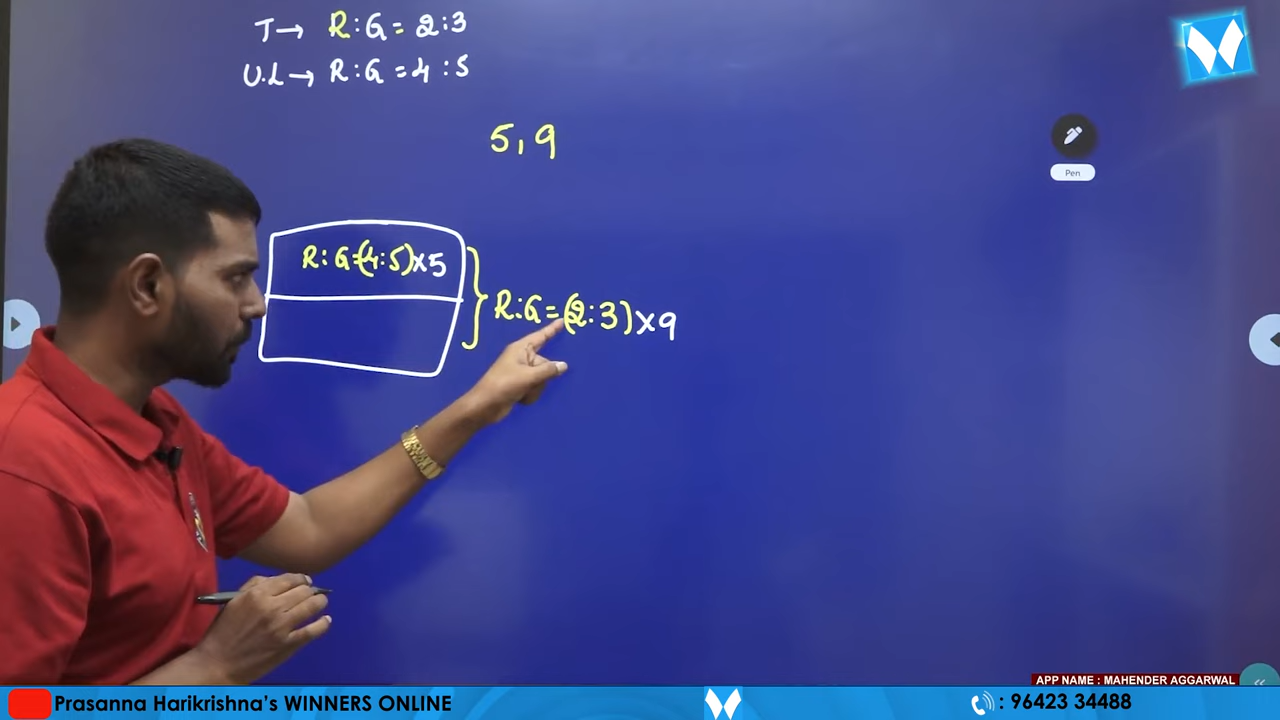 T→ R:G = 2:3
U.L→ R:G = 4:5
5, 9
Pen
R:G=(4:5)×5
R:G=(2:3)×9
APP NAME : MAHENDER AGGARWAL
Prasanna Harikrishna's WINNERS ONLINE
: 96423 34488